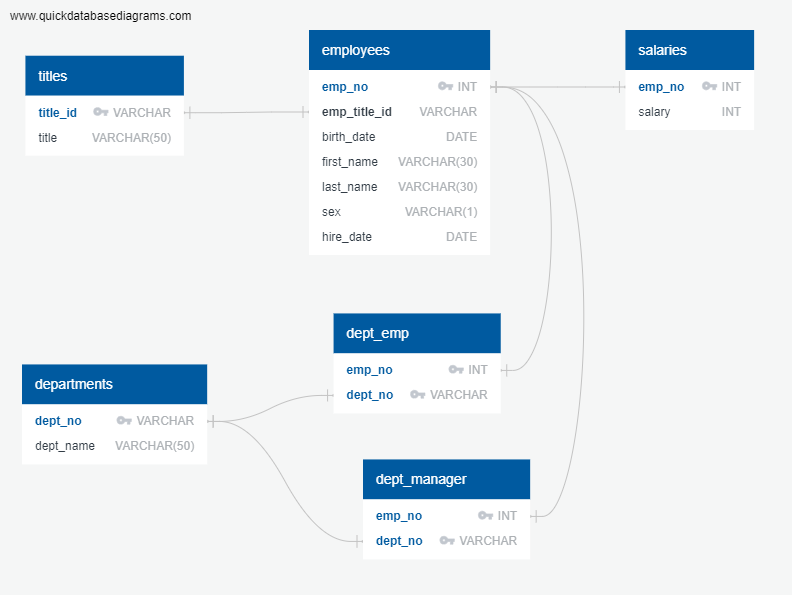 www.quickdatabasediagrams.com
titles
title_id VARCHAR
title VARCHAR(50)
employees
emp_no INT
emp_title_id VARCHAR
birth_date DATE
first_name VARCHAR(30)
last_name VARCHAR(30)
sex VARCHAR(1)
hire_date DATE
salaries
emp_no INT
salary INT
departments
dept_no VARCHAR
dept_name VARCHAR(50)
dept_emp
emp_no INT
dept_no VARCHAR
dept_manager
emp_no INT
dept_no VARCHAR